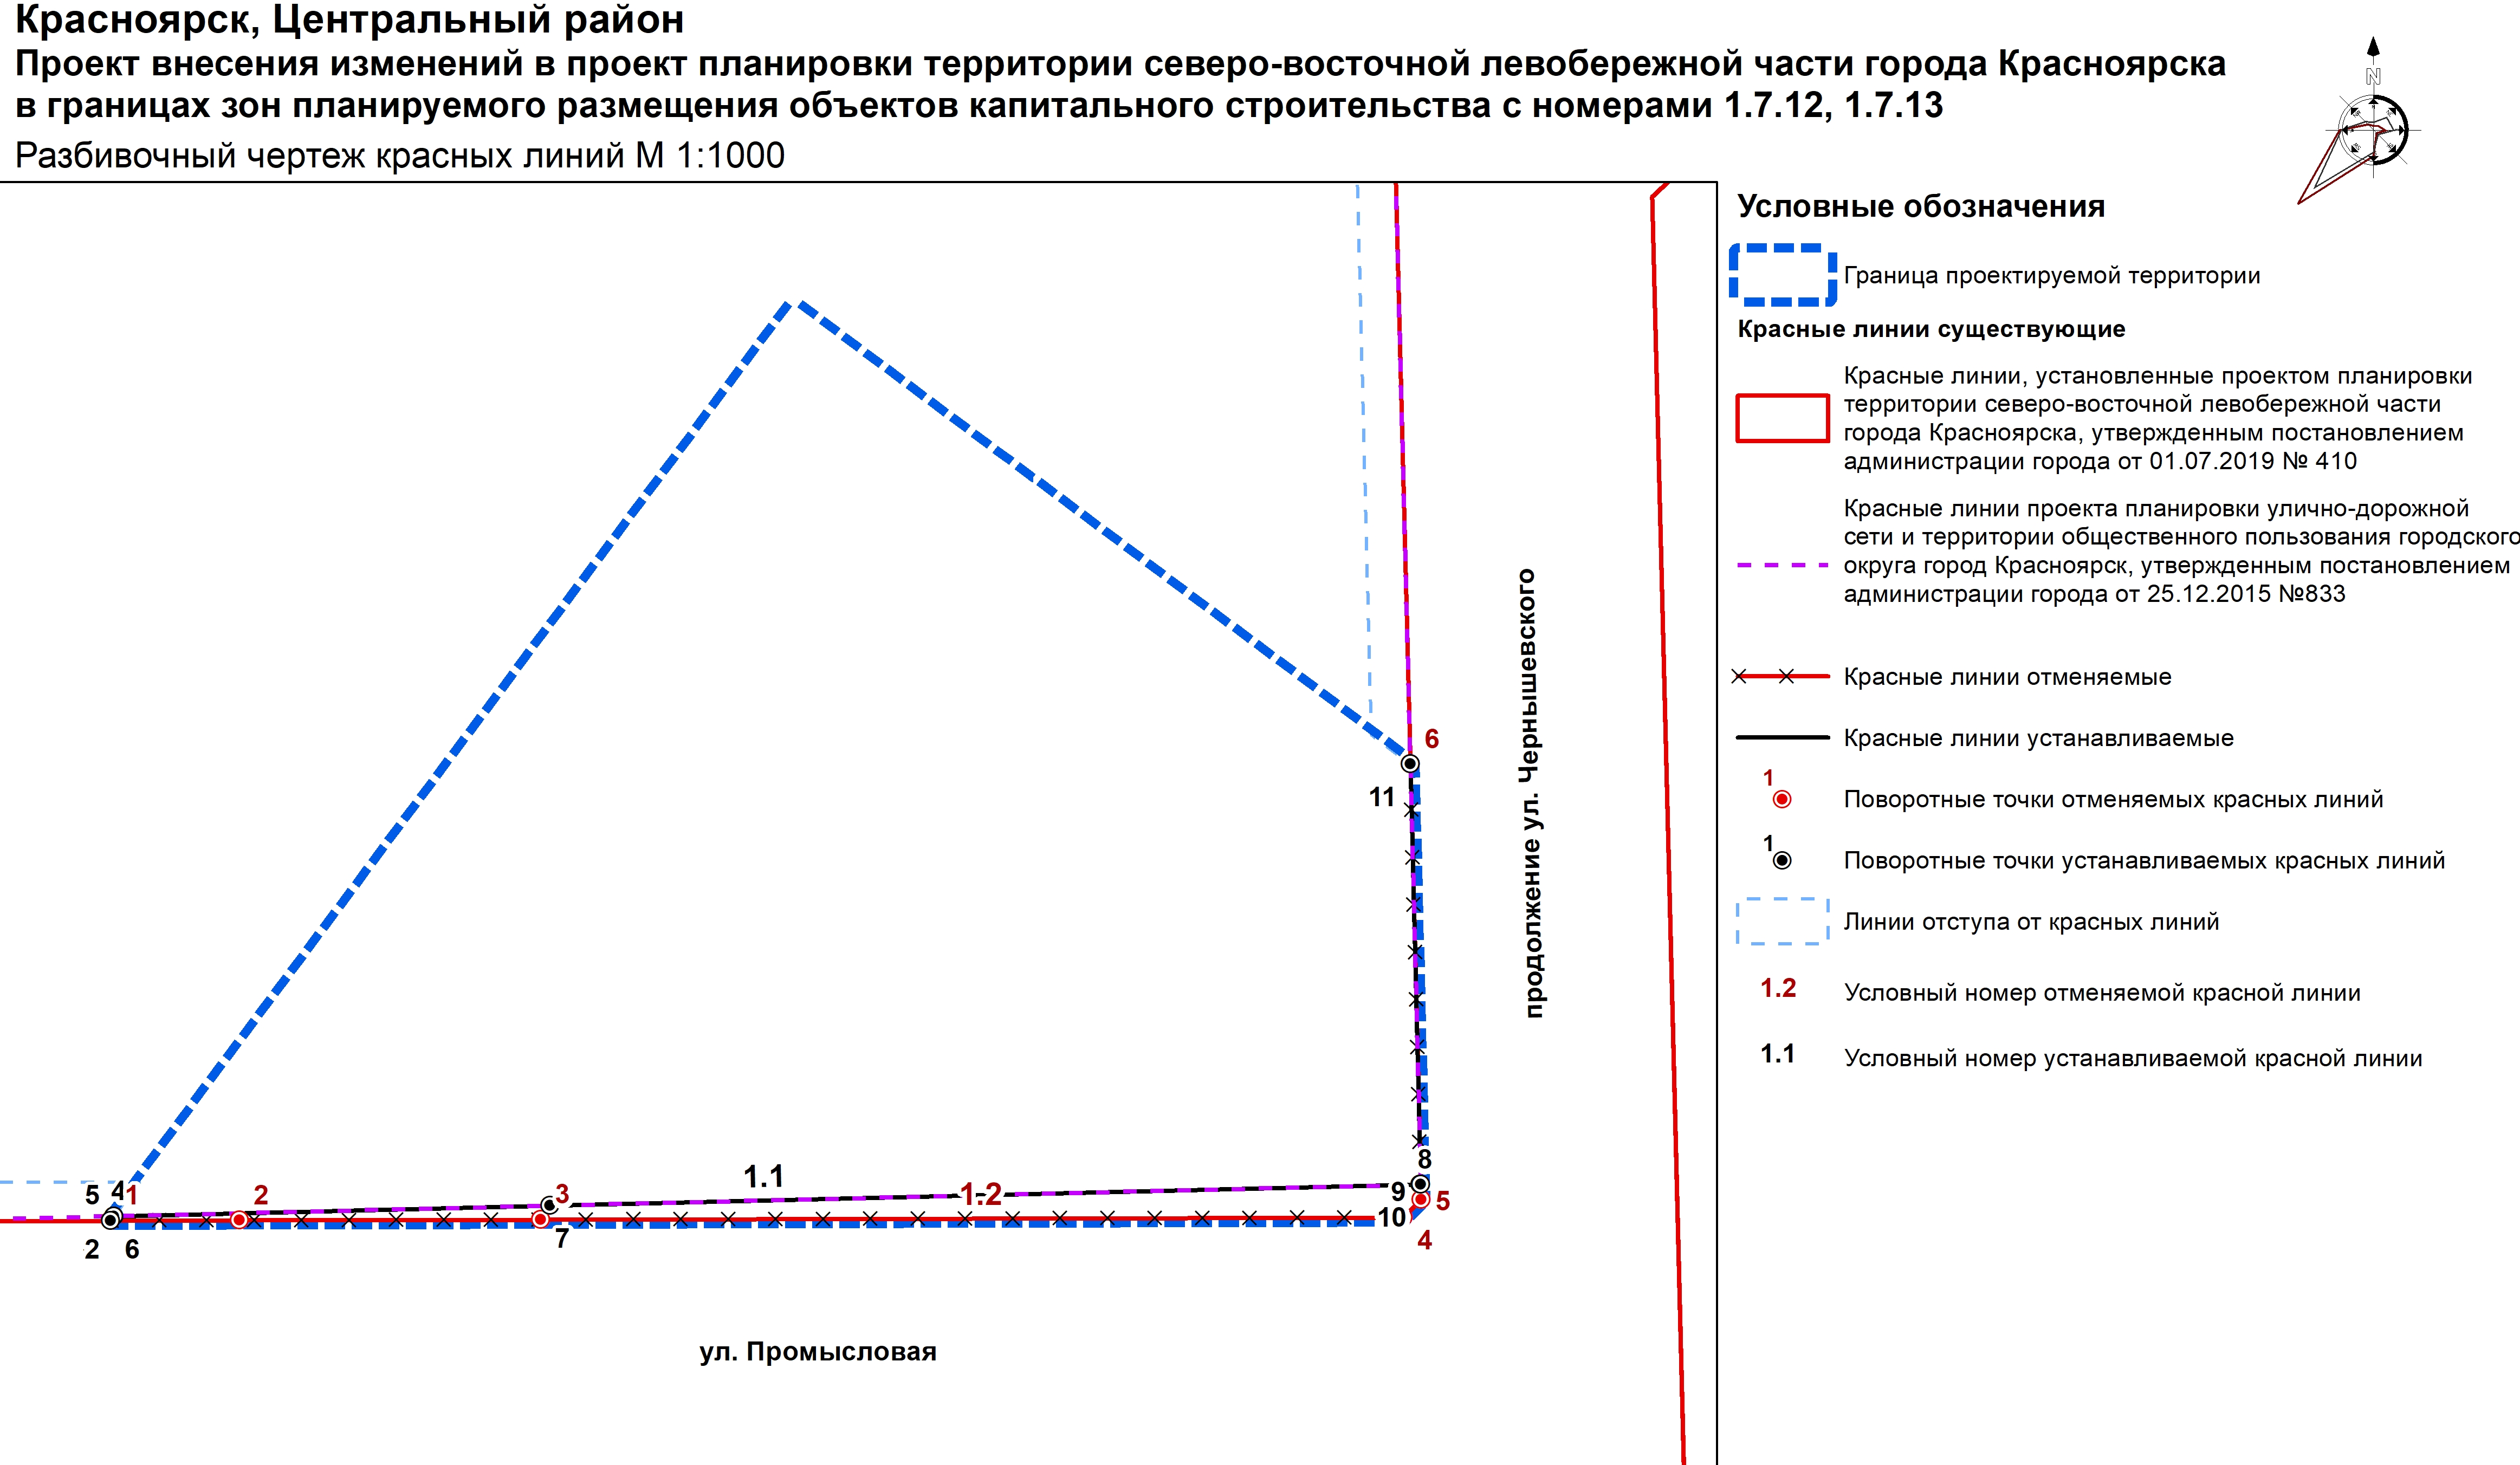 Красноярск, Центральный район
Проект внесения изменений в проект планировки территории северо-восточной левобережной части города Красноярска
в границах зон планируемого размещения объектов капитального строительства с номерами 1.7.12, 1.7.13
Разбивочный чертеж красных линий М 1:1000
N
Условные обозначения
Граница проектируемой территории
Красные линии существующие
Красные линии, установленные проектом планировки
территории северо-восточной левобережной части
города Красноярска, утвержденным постановлением
администрации города от 01.07.2019 № 410
Красные линии проекта планировки улично-дорожной
сети и территории общественного пользования городского
округа город Красноярск, утвержденным постановлением
администрации города от 25.12.2015 №833
Красные линии отменяемые
Красные линии устанавливаемые
1
Поворотные точки отменяемых красных линий
1
Поворотные точки устанавливаемых красных линий
Линии отступа от красных линий
1.2 Условный номер отменяемой красной линии
1.1 Условный номер устанавливаемой красной линии
продолжение ул. Чернышевского
6
11
8
1.1
5 4 1 2 3 1.2 9 5
10
2 6 7 4
ул. Промысловая